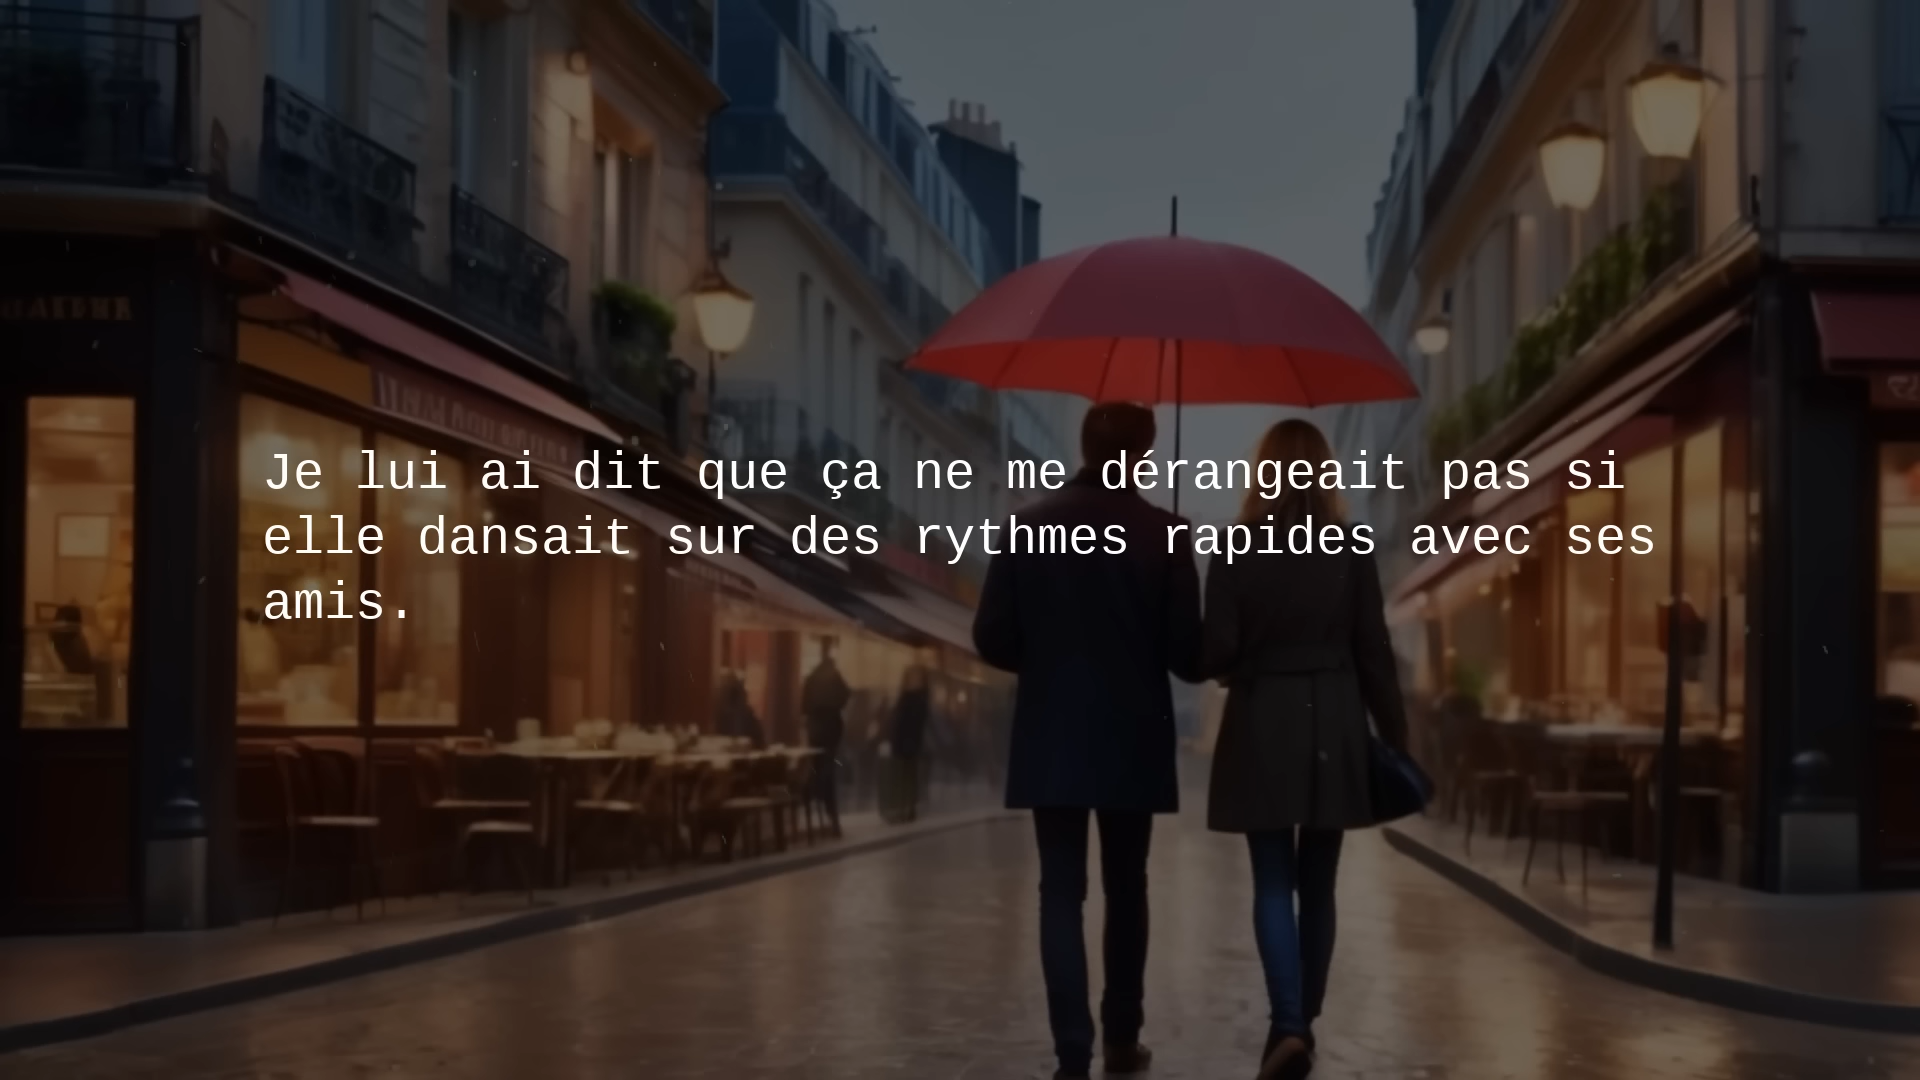 Je lui ai dit que ça ne me dérangeait pas si
elle dansait sur des rythmes rapides avec ses
amis.